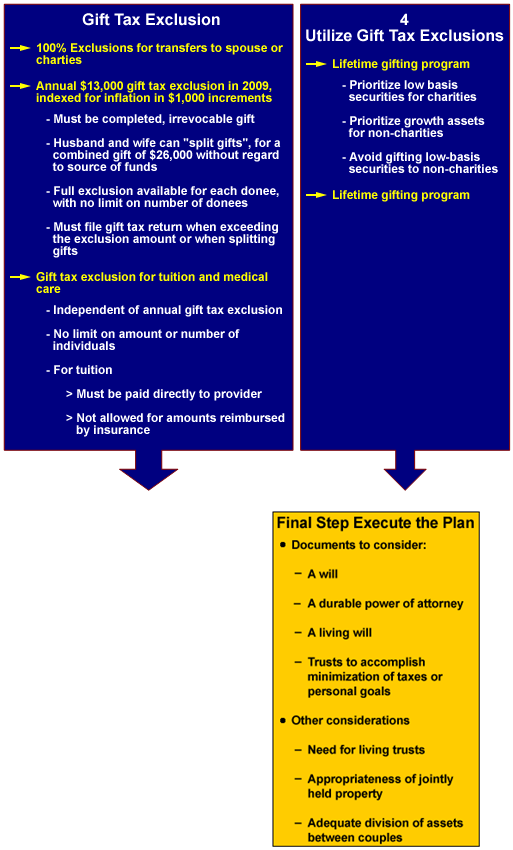 Gift Tax Exclusion
100% Exclusions for transfers to spouse or
charties
Annual $13,000 gift tax exclusion in 2009,
indexed for inflation in $1,000 increments
- Must be completed, irrevocable gift
- Husband and wife can "split gifts", for a
combined gift of $26,000 without regard
to source of funds
- Full exclusion available for each donee,
with no limit on number of donees
- Must file gift tax return when exceeding
the exclusion amount or when splitting
gifts
Gift tax exclusion for tuition and medical
care
- Independent of annual gift tax exclusion
- No limit on amount or number of
individuals
- For tuition
> Must be paid directly to provider
> Not allowed for amounts reimbursed
by insurance
4
Utilize Gift Tax Exclusions
Lifetime gifting program
- Prioritize low basis
securities for charities
- Prioritize growth assets
for non-charities
- Avoid gifting low-basis
securities to non-charities
Lifetime gifting program
Final Step Execute the Plan
• Documents to consider:
– A will
– A durable power of attorney
– A living will
– Trusts to accomplish
minimization of taxes or
personal goals
• Other considerations
– Need for living trusts
– Appropriateness of jointly
held property
– Adequate division of assets
between couples